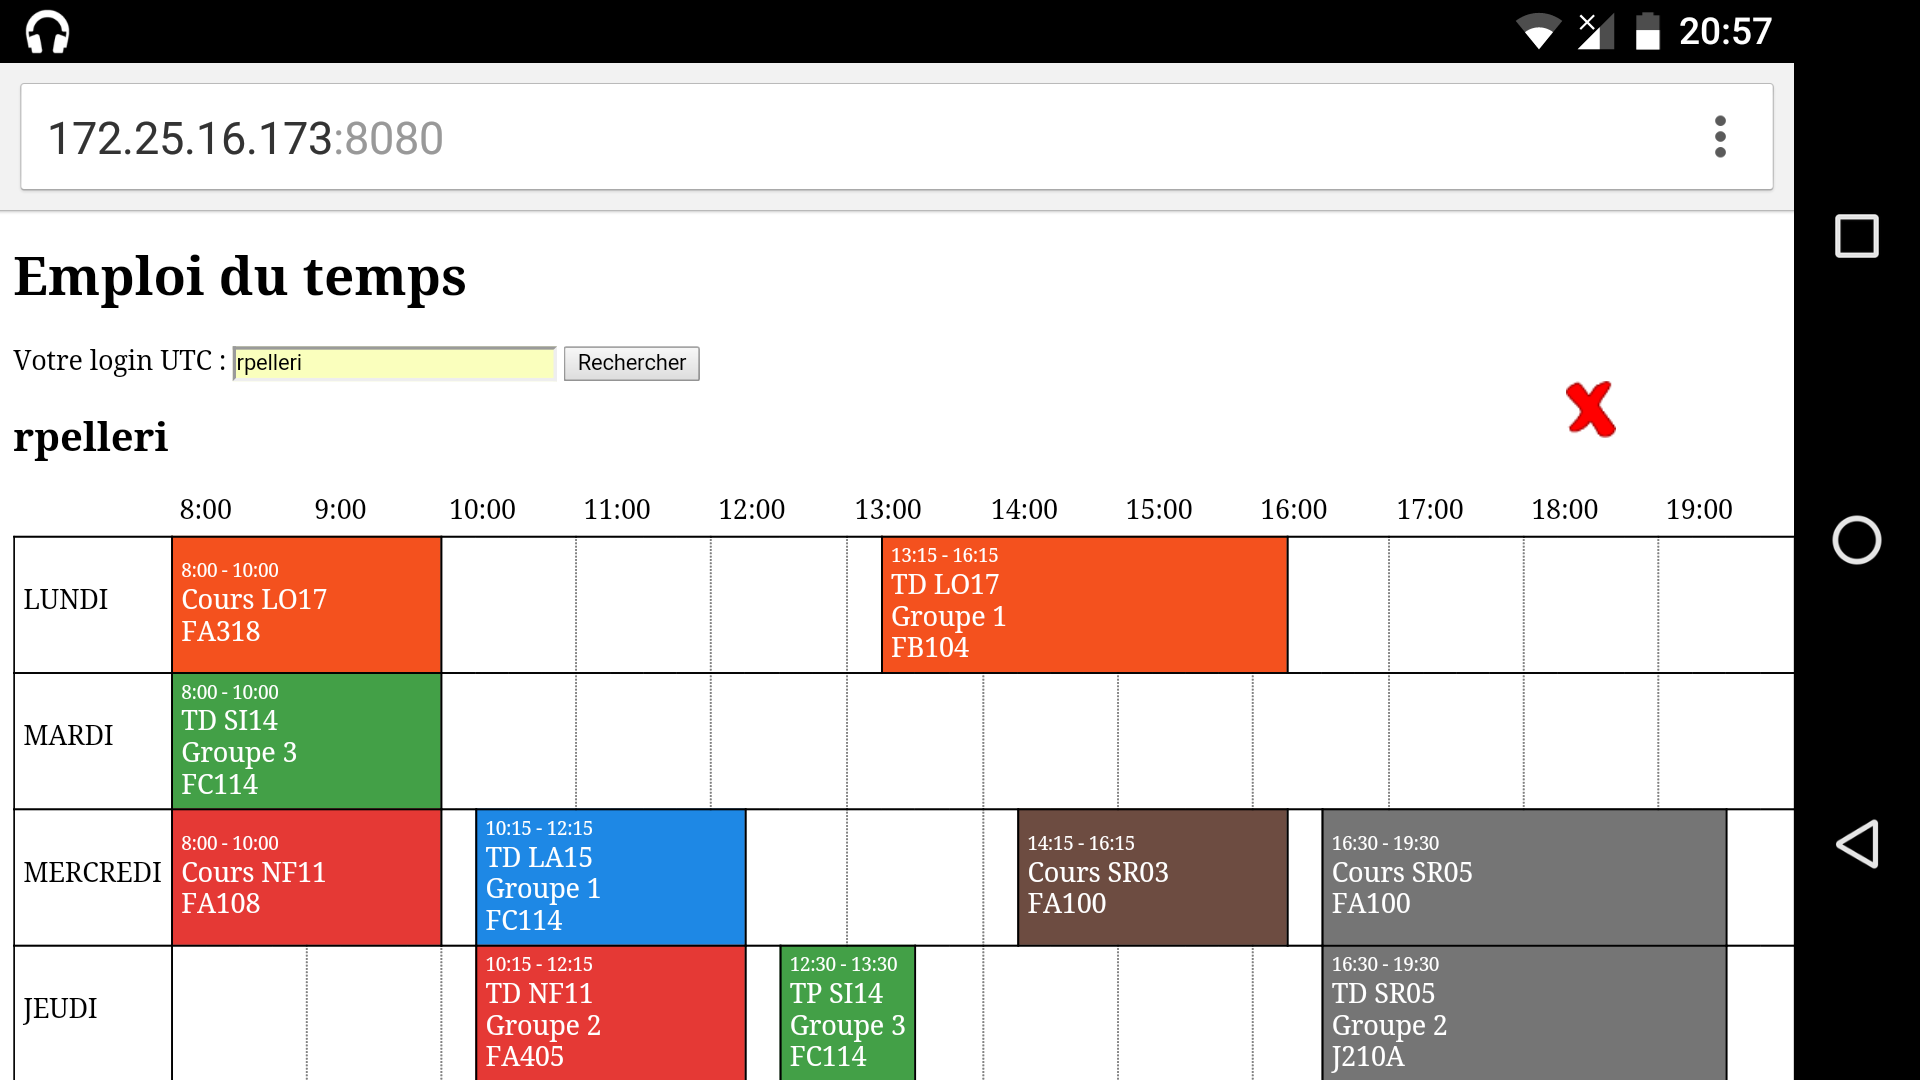 20:57
172.25.16.173:8080
Emploi du temps
Votre login UTC : rpelleri Rechercher
rpelleri
8:00 9:00 10:00 11:00 12:00 13:00 14:00 15:00 16:00 17:00 18:00 19:00
LUNDI
8:00 - 10:00
Cours LO17
FA318
13:15 - 16:15
TD LO17
Groupe 1
FB104
MARDI
8:00 - 10:00
TD SI14
Groupe 3
FC114
MERCREDI
8:00 - 10:00
Cours NF11
FA108
10:15 - 12:15
TD LA15
Groupe 1
FC114
14:15 - 16:15
Cours SR03
FA100
16:30 - 19:30
Cours SR05
FA100
JEUDI
10:15 - 12:15
TD NF11
Groupe 2
FA405
12:30 - 13:30
TP SI14
Groupe 3
FC114
16:30 - 19:30
TD SR05
Groupe 2
J210A